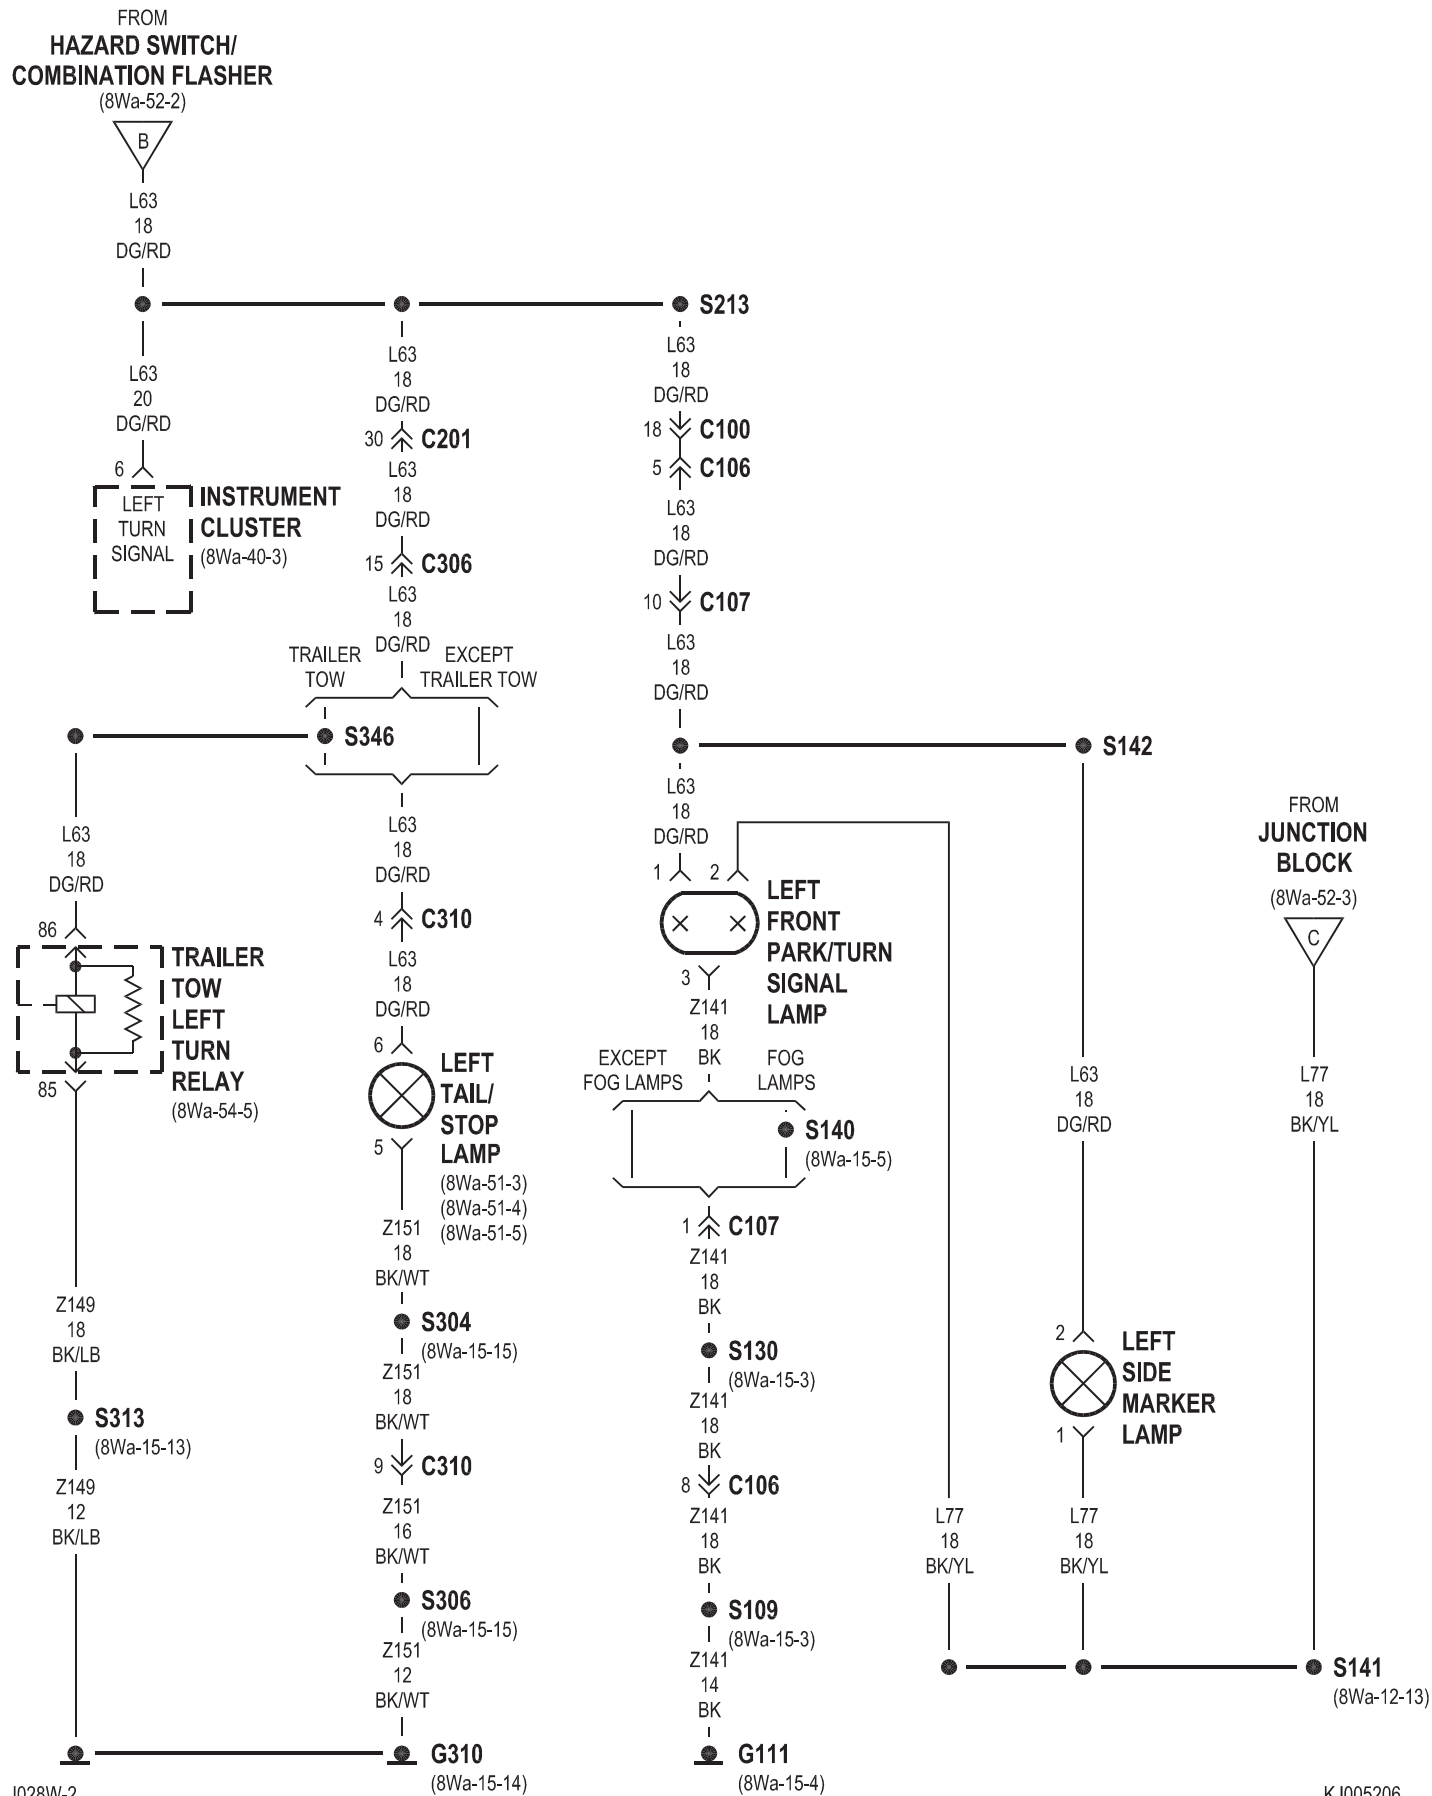 FROM
HAZARD SWITCH/
COMBINATION FLASHER
(8Wa-52-2)
B
L63
18
DG/RD
S213
L63
20
DG/RD
6
LEFT
TURN
SIGNAL
INSTRUMENT
CLUSTER
(8Wa-40-3)
L63
18
DG/RD
30
C201
L63
18
DG/RD
15
C306
L63
18
DG/RD
TRAILER
TOW
EXCEPT
TRAILER TOW
S346
L63
18
DG/RD
86
TRAILER
TOW
LEFT
TURN
RELAY
(8Wa-54-5)
85
Z149
18
BK/LB
S313
(8Wa-15-13)
Z149
12
BK/LB
L63
18
DG/RD
4
C310
L63
18
DG/RD
6
LEFT
TAIL/
STOP
LAMP
(8Wa-51-3)
(8Wa-51-4)
(8Wa-51-5)
5
Z151
18
BK/WT
S304
(8Wa-15-15)
Z151
18
BK/WT
9
C310
Z151
16
BK/WT
S306
(8Wa-15-15)
Z151
12
BK/WT
G310
(8Wa-15-14)
L63
18
DG/RD
18
C100
5
C106
L63
18
DG/RD
10
C107
L63
18
DG/RD
S142
L63
18
DG/RD
1
2
LEFT
FRONT
PARK/TURN
SIGNAL
LAMP
3
Z141
18
BK
EXCEPT
FOG LAMPS
FOG
LAMPS
S140
(8Wa-15-5)
1
C107
Z141
18
BK
S130
(8Wa-15-3)
Z141
18
BK
8
C106
Z141
18
BK
S109
(8Wa-15-3)
Z141
14
BK
G111
(8Wa-15-4)
L77
18
BK/YL
L63
18
DG/RD
2
LEFT
SIDE
MARKER
LAMP
1
L77
18
BK/YL
FROM
JUNCTION
BLOCK
(8Wa-52-3)
C
L77
18
BK/YL
S141
(8Wa-12-13)
J028W-2
KJ005206